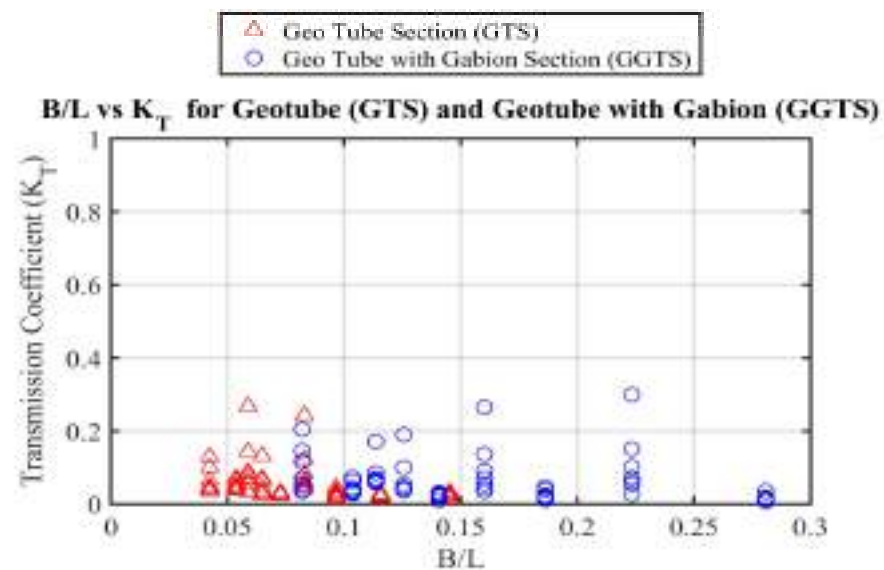 Geo Tube Section (GTS)
Geo Tube with Gabion Section (GGTS)
B/L vs K_T for Geotube (GTS) and Geotube with Gabion (GGTS)
Transmission Coefficient (K_T)
1
0.8
0.6
0.4
0.2
0
0 0.05 0.1 0.15 0.2 0.25 0.3
B/L